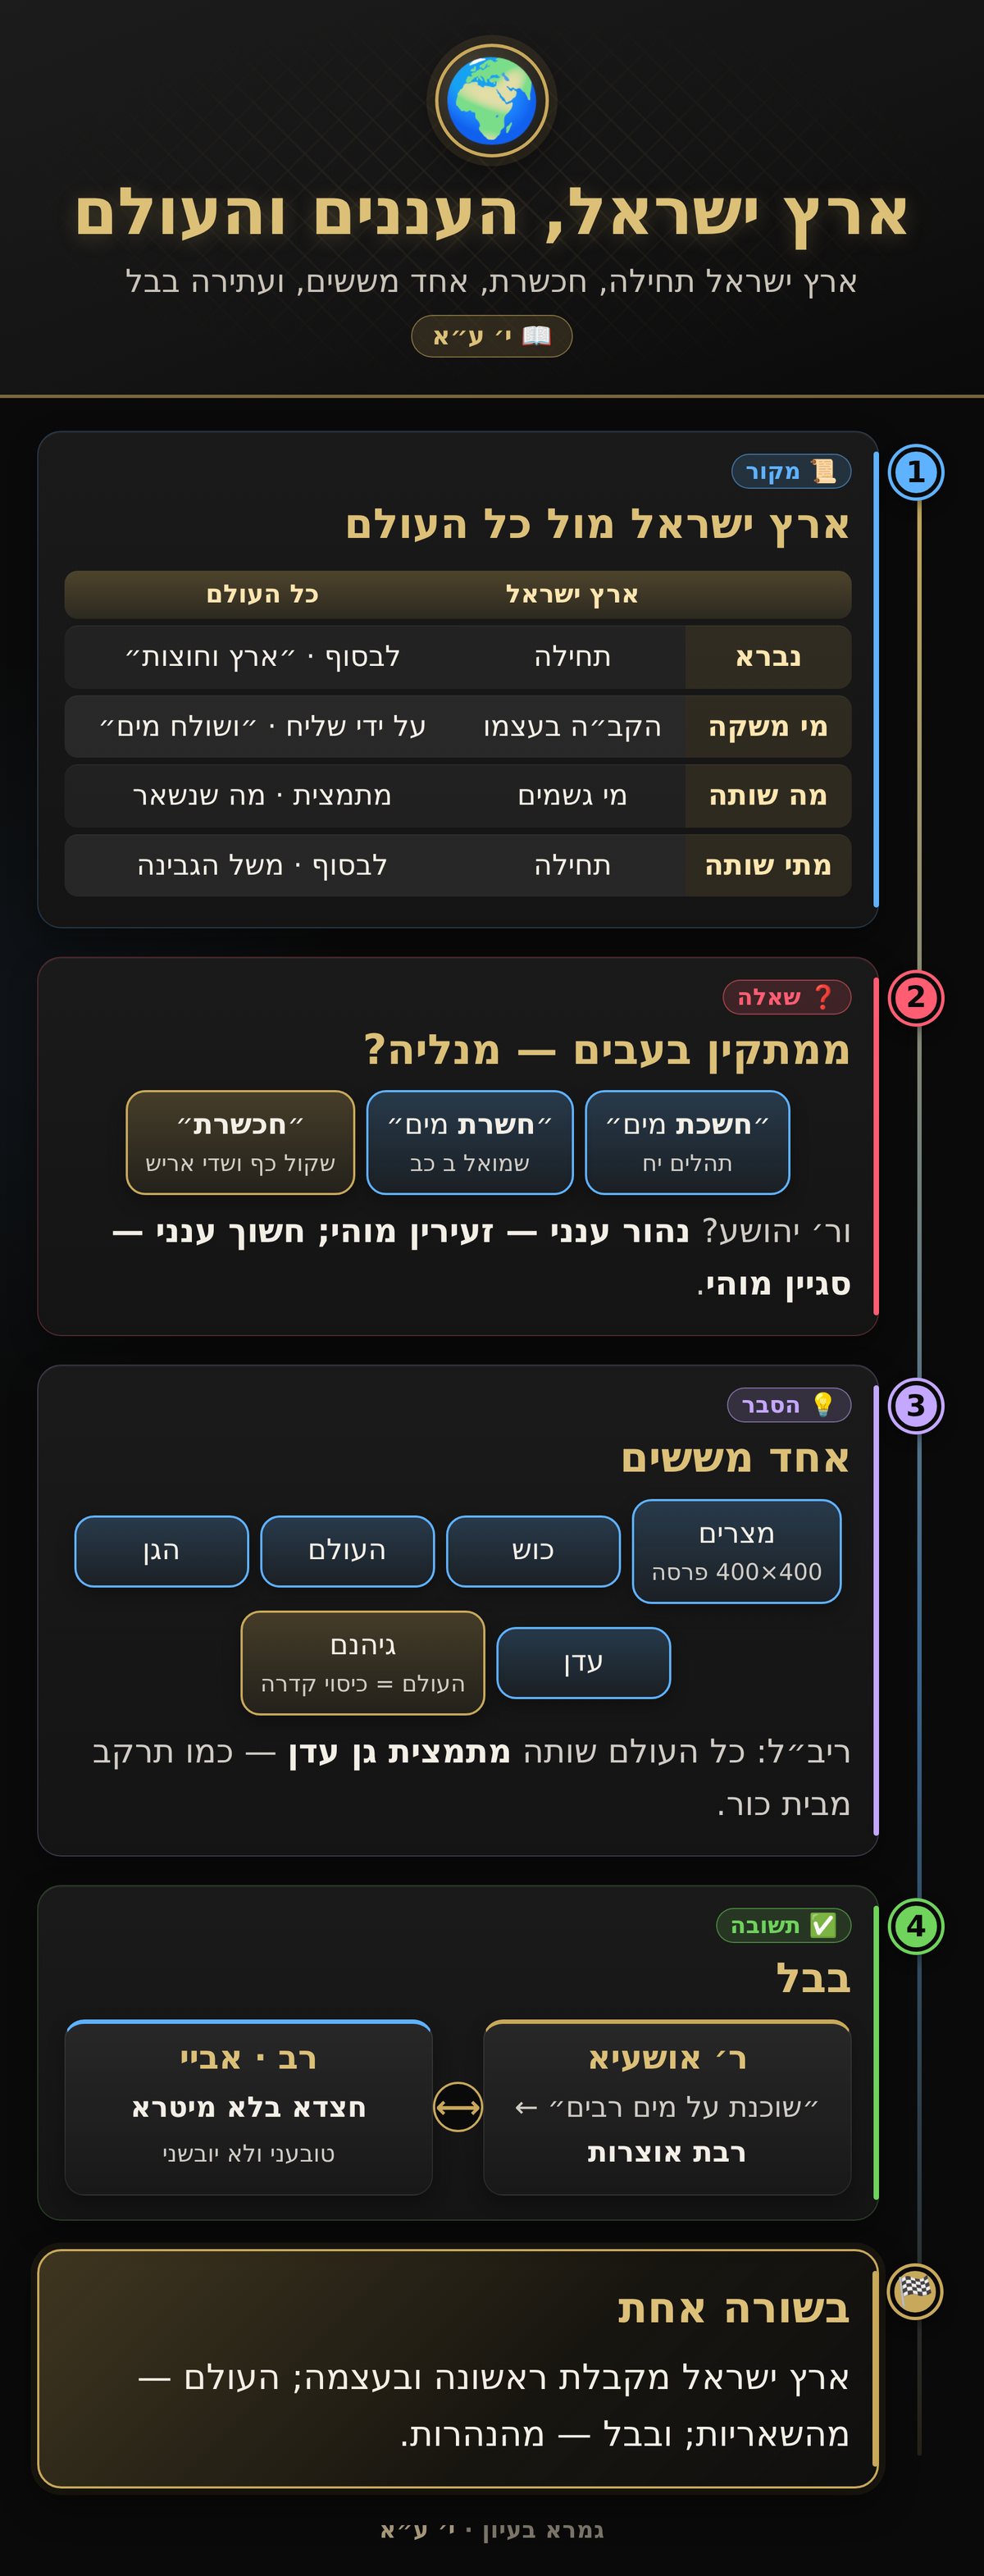 ארץ ישראל, העננים והעולם
ארץ ישראל תחילה, חכשרת, אחד מששים, ועתירה בבל
י׳ ע״א
1
מקור
ארץ ישראל מול כל העולם
ארץ ישראל כל העולם
נברא תחילה לבסוף · ״ארץ וחוצות״
מי משקה הקב״ה בעצמו על ידי שליח · ״ושולח מים״
מה שותה מי גשמים מתמצית · מה שנשאר
מתי שותה תחילה לבסוף · משל הגבינה
2
❓ שאלה
ממתקין בעבים — מנליה?
״חשכת מים״ ״חשרת מים״ ״חכשרת״
תהלים יח שמואל ב כב שקול כף ושדי אריש
ור׳ יהושע? נהור ענני — זעירין מוהי; חשוך ענני —
סגיין מוהי.
3
הסבר
אחד מששים
מצרים כוש העולם הגן
400×400 פרסה
עדן גיהנם
העולם = כיסוי קדרה
ריב״ל: כל העולם שותה מתמצית גן עדן — כמו תרקב
מבית כור.
4
✅ תשובה
בבל
ר׳ אושעיא ⟷ רב · אביי
״שוכנת על מים רבים״ ← חצדא בלא מיטרא
רבת אוצרות טובעני ולא יובשני
בשורה אחת
ארץ ישראל מקבלת ראשונה ובעצמה; העולם —
מהשאריות; ובבל — מהנהרות.
גמרא בעיון · י׳ ע״א